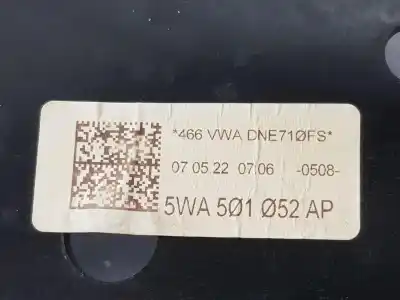 *466 VWA DNE71ØFS*
07 05.22 07:06 -0508-
5WA 5Ø1 Ø52 AP